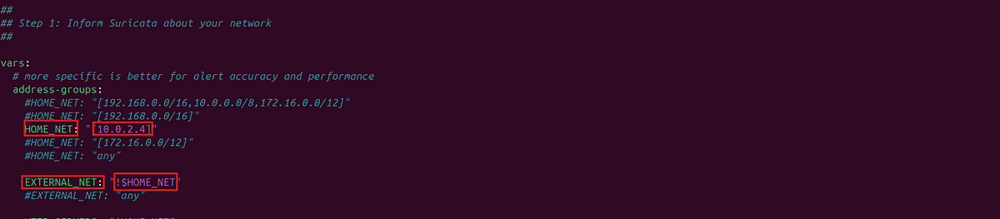 ##
## Step 1: Inform Suricata about your network
##
vars:
# more specific is better for alert accuracy and performance
address-groups:
#HOME_NET: "[192.168.0.0/16,10.0.0.0/8,172.16.0.0/12]"
#HOME_NET: "[192.168.0.0/16]"
HOME_NET: "[10.0.2.4]"
#HOME_NET: "[172.16.0.0/12]"
#HOME_NET: "any"
EXTERNAL_NET: "!$HOME_NET"
#EXTERNAL_NET: "any"